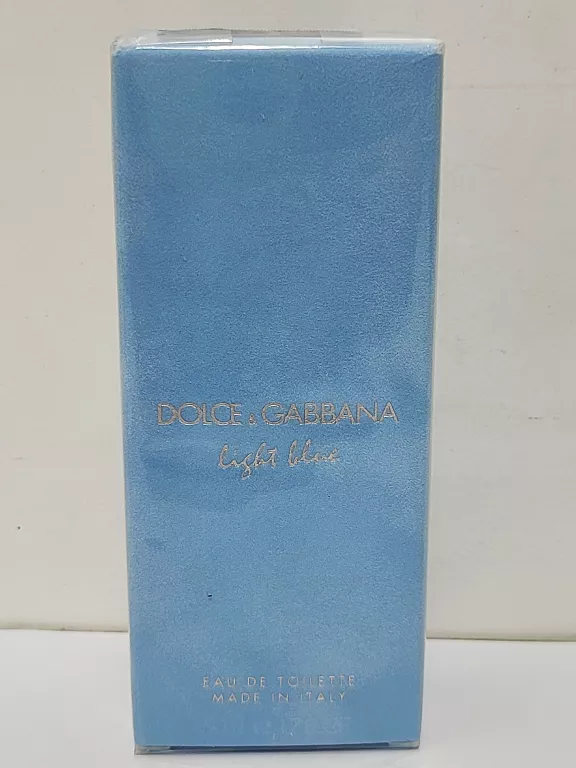 DOLCE & GABBANA
light blue
EAU DE TOILETTE
MADE IN ITALY